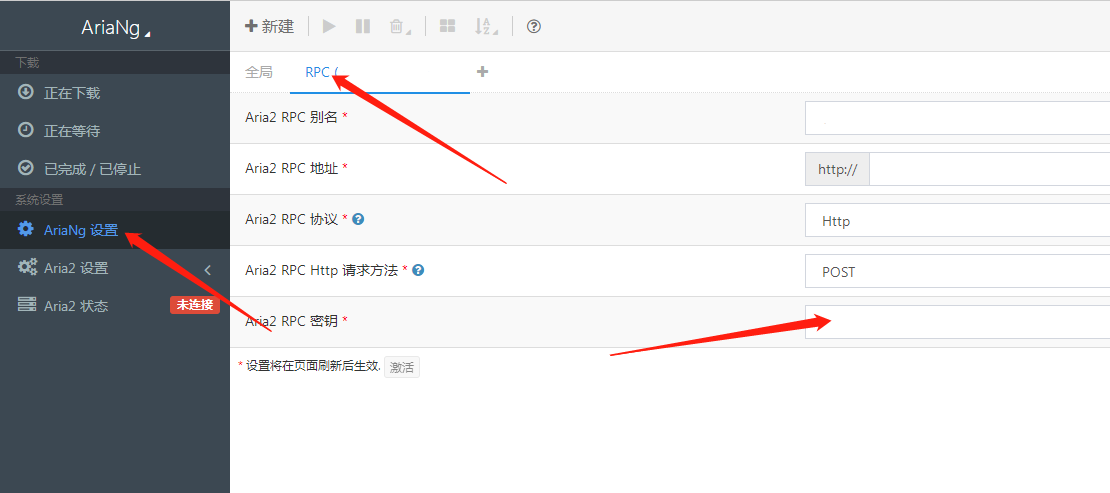 AriaNg
下载
正在下载
正在等待
已完成 / 已停止
系统设置
AriaNg 设置
Aria2 设置
Aria2 状态 未连接
新建
全局 RPC (
Aria2 RPC 别名 *
Aria2 RPC 地址 * http://
Aria2 RPC 协议 * Http
Aria2 RPC Http 请求方法 * POST
Aria2 RPC 密钥 *
* 设置将在页面刷新后生效. 激活